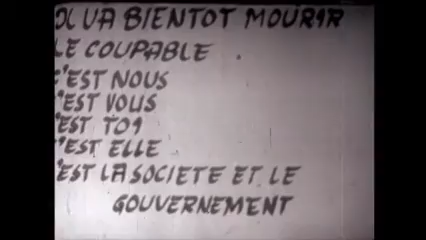 IL VA BIENTOT MOURIR
LE COUPABLE
C'EST NOUS
C'EST VOUS
'EST TOI
C'EST ELLE
'EST LA SOCIETE ET LE
GOUVERNEMENT